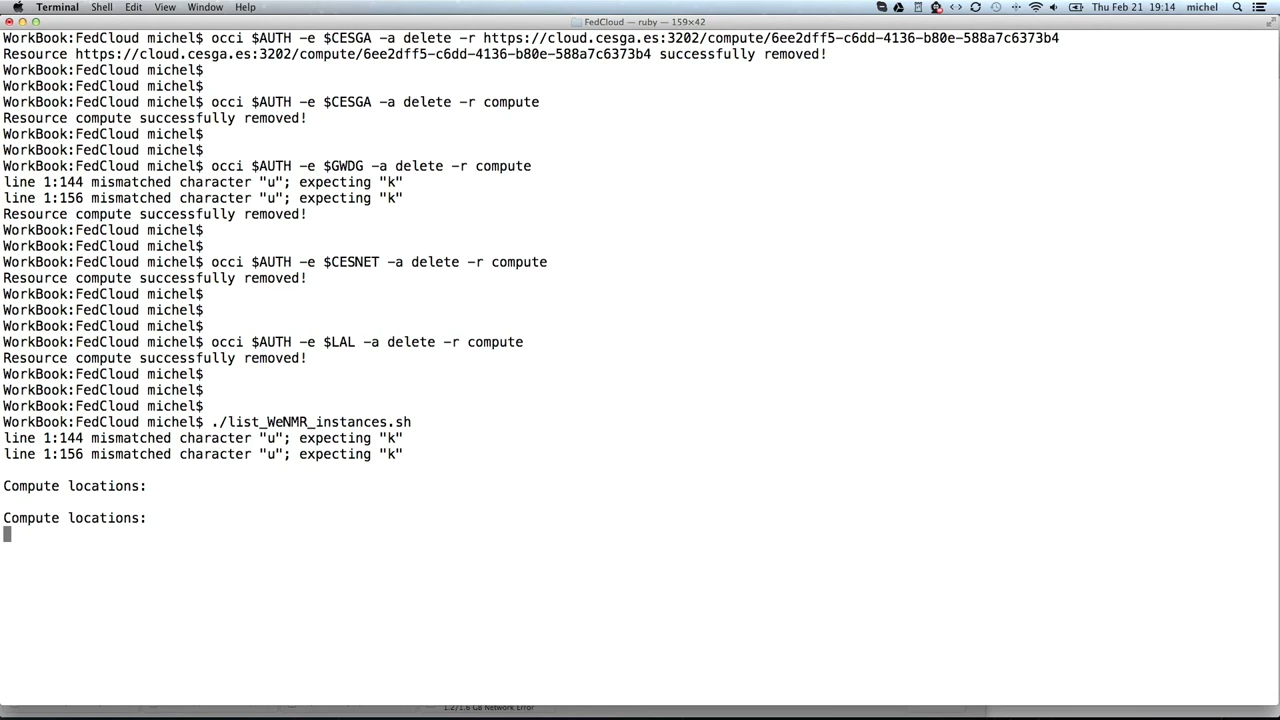 Terminal Shell Edit View Window Help Thu Feb 21 19:14 michel
FedCloud — ruby — 159×42
WorkBook:FedCloud michel$ occi $AUTH -e $CESGA -a delete -r https://cloud.cesga.es:3202/compute/6ee2dff5-c6dd-4136-b80e-588a7c6373b4
Resource https://cloud.cesga.es:3202/compute/6ee2dff5-c6dd-4136-b80e-588a7c6373b4 successfully removed!
WorkBook:FedCloud michel$
WorkBook:FedCloud michel$
WorkBook:FedCloud michel$ occi $AUTH -e $CESGA -a delete -r compute
Resource compute successfully removed!
WorkBook:FedCloud michel$
WorkBook:FedCloud michel$
WorkBook:FedCloud michel$ occi $AUTH -e $GWDG -a delete -r compute
line 1:144 mismatched character "u"; expecting "k"
line 1:156 mismatched character "u"; expecting "k"
Resource compute successfully removed!
WorkBook:FedCloud michel$
WorkBook:FedCloud michel$
WorkBook:FedCloud michel$ occi $AUTH -e $CESNET -a delete -r compute
Resource compute successfully removed!
WorkBook:FedCloud michel$
WorkBook:FedCloud michel$
WorkBook:FedCloud michel$
WorkBook:FedCloud michel$ occi $AUTH -e $LAL -a delete -r compute
Resource compute successfully removed!
WorkBook:FedCloud michel$
WorkBook:FedCloud michel$
WorkBook:FedCloud michel$
WorkBook:FedCloud michel$ ./list_WeNMR_instances.sh
line 1:144 mismatched character "u"; expecting "k"
line 1:156 mismatched character "u"; expecting "k"
Compute locations:
Compute locations:
1.2/1.6 GB Network Error